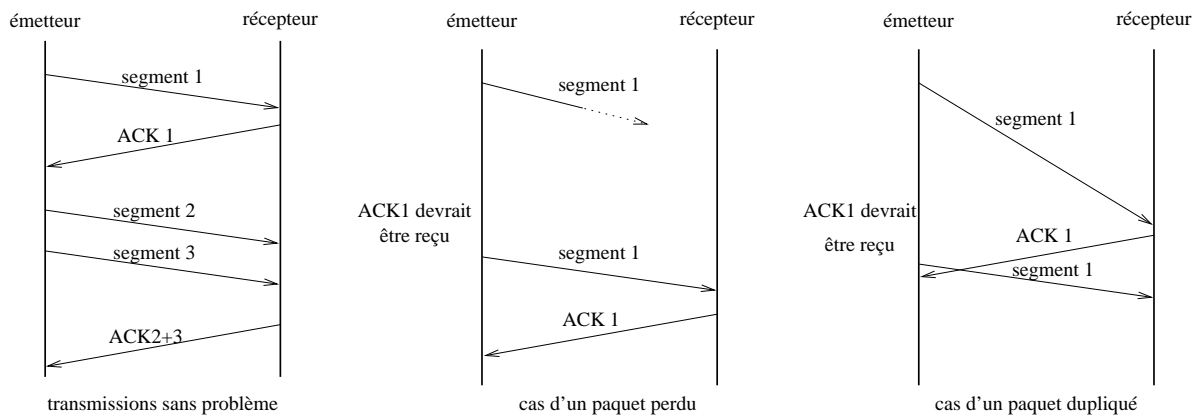 émetteur
récepteur
segment 1
ACK 1
segment 2
segment 3
ACK2+3
transmissions sans problème
émetteur
récepteur
segment 1
ACK1 devrait
être reçu
segment 1
ACK 1
cas d'un paquet perdu
émetteur
récepteur
segment 1
ACK1 devrait
être reçu
ACK 1
segment 1
cas d'un paquet dupliqué